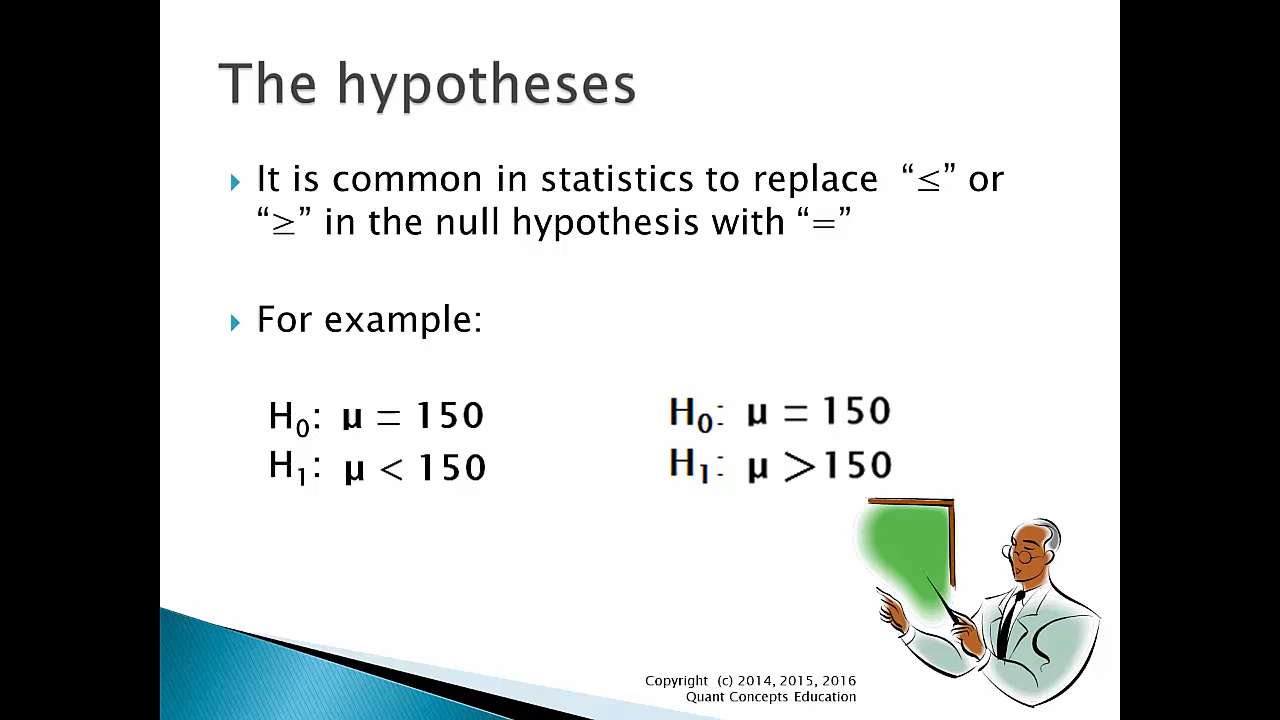 The hypotheses
It is common in statistics to replace “≤” or
“≥” in the null hypothesis with “=”
For example:
H₀: μ = 150
H₁: μ < 150
H₀: μ = 150
H₁: μ >150
Copyright (c) 2014, 2015, 2016
Quant Concepts Education